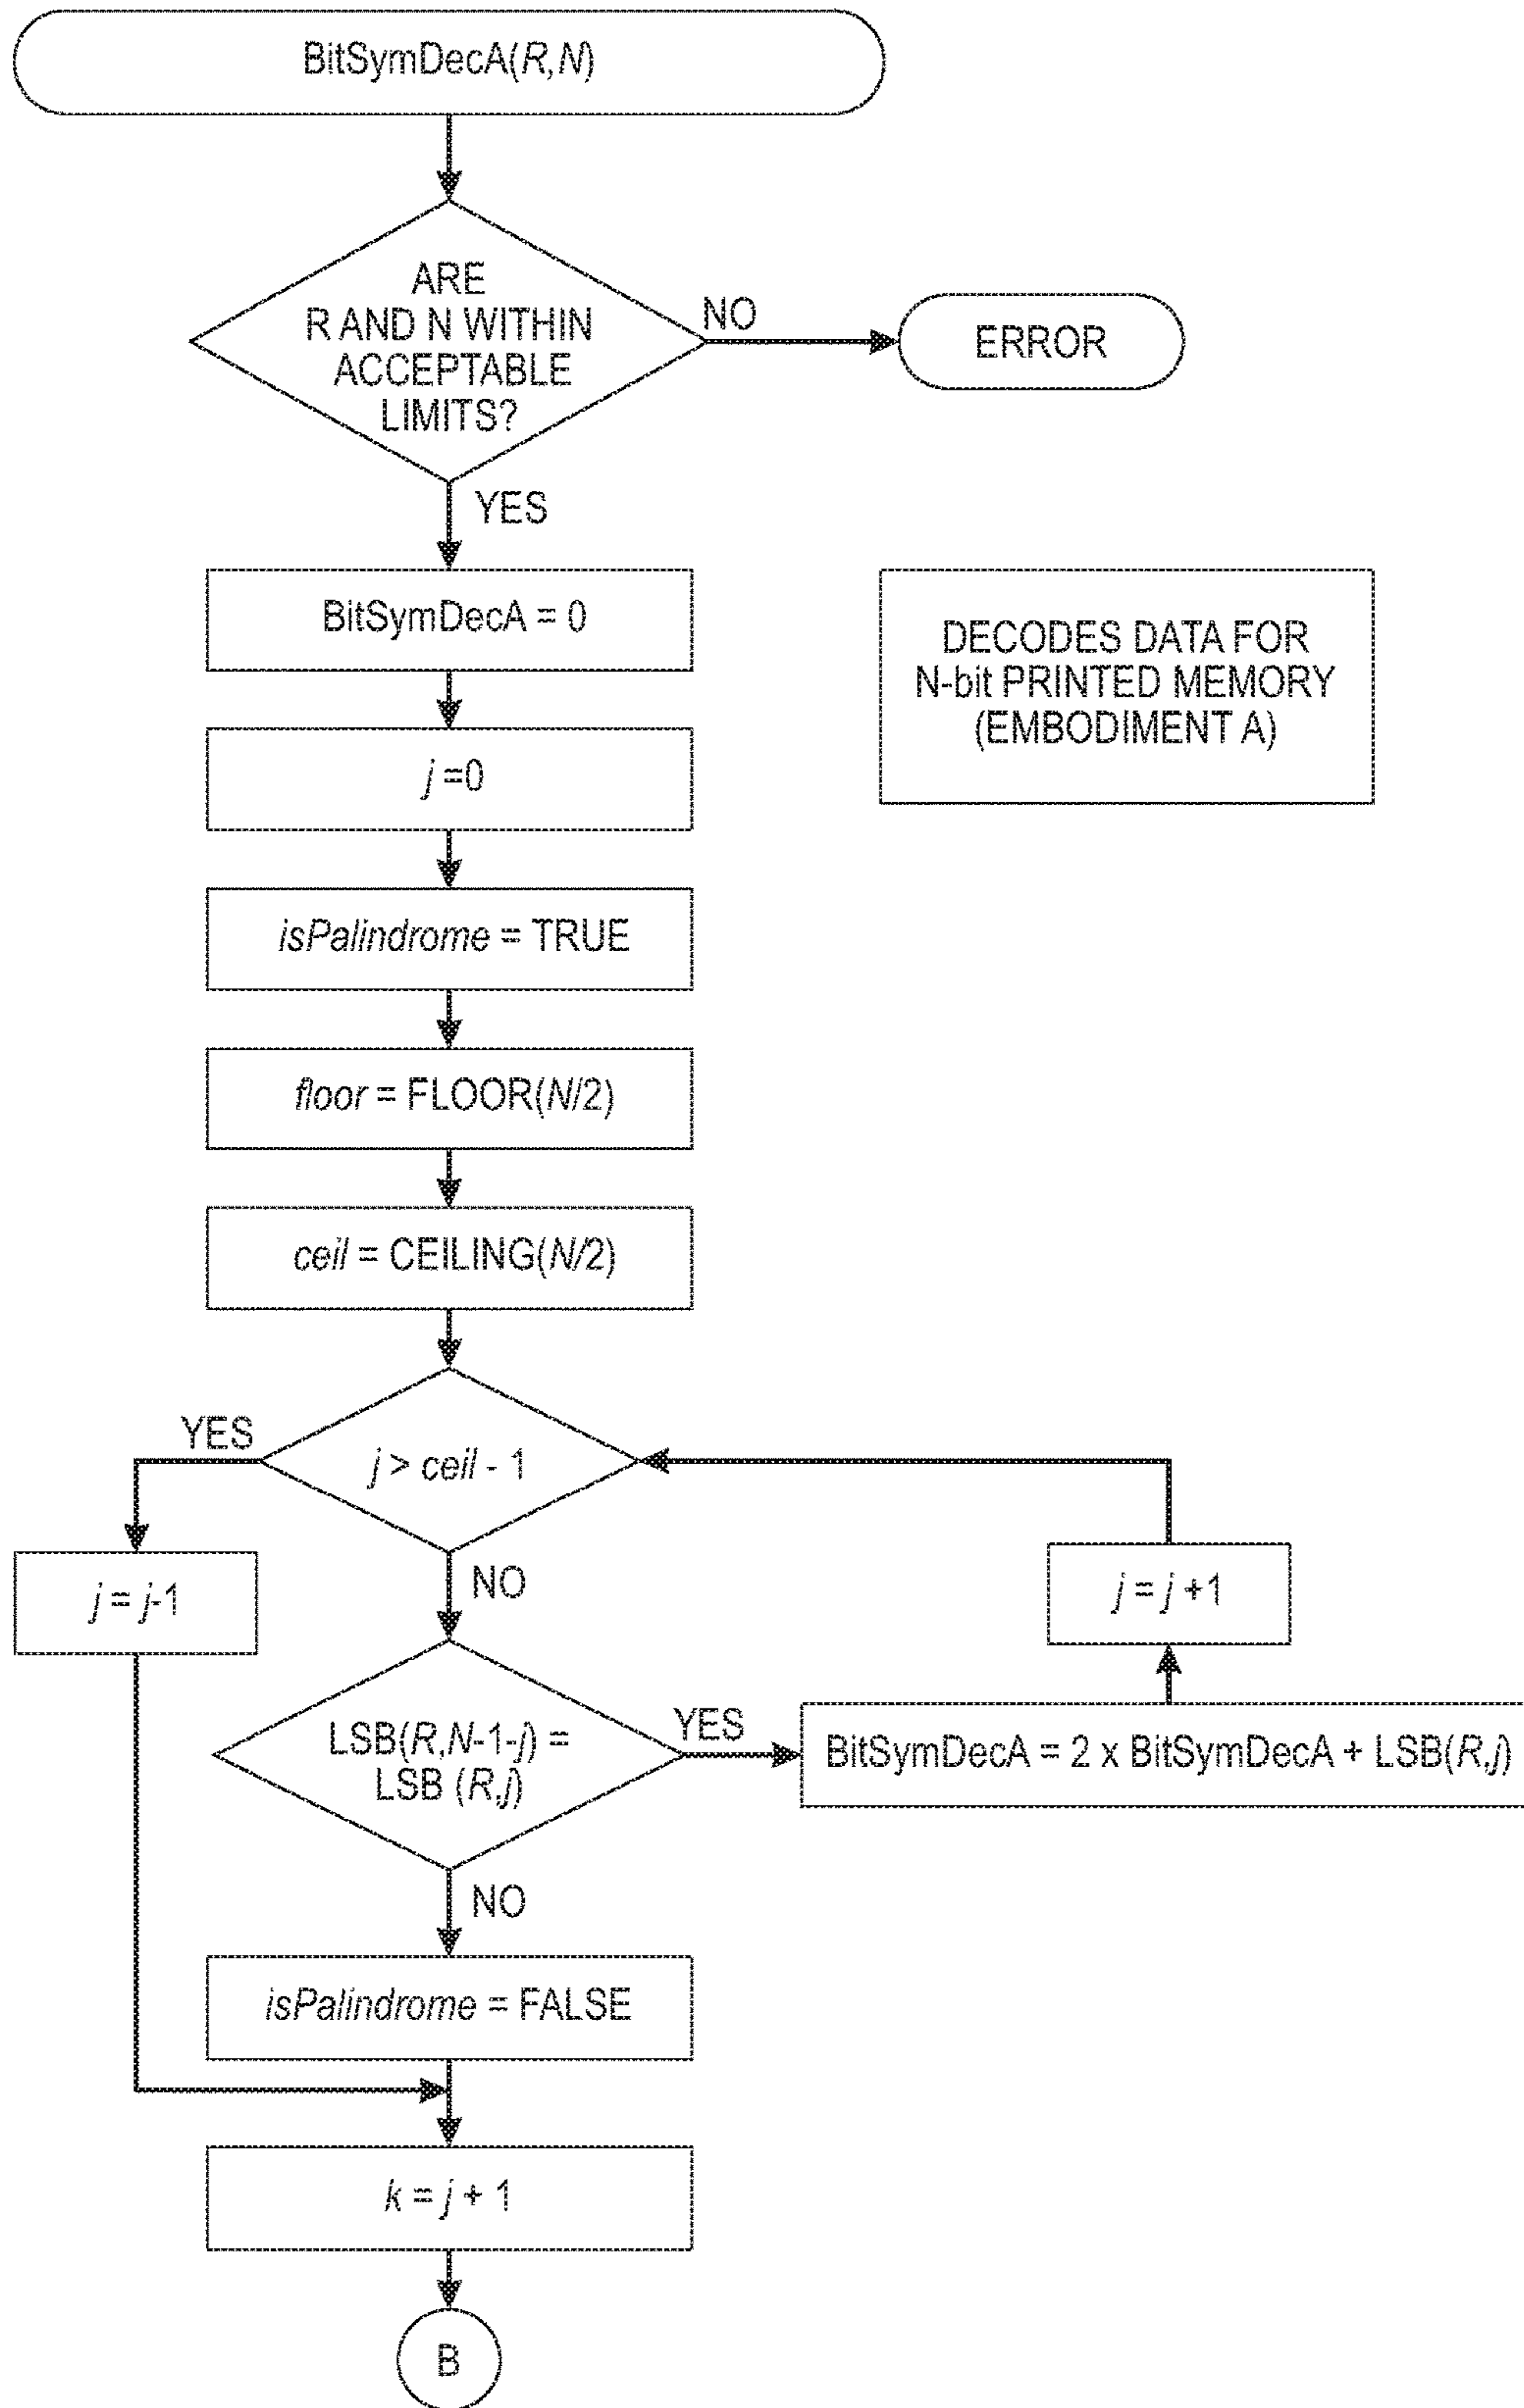 BitSymDecA(R,N)
ARE
R AND N WITHIN
ACCEPTABLE
LIMITS?
NO
ERROR
YES
BitSymDecA = 0
DECODES DATA FOR
N-bit PRINTED MEMORY
(EMBODIMENT A)
j =0
isPalindrome = TRUE
floor = FLOOR(N/2)
ceil = CEILING(N/2)
YES
j > ceil - 1
j = j-1
NO
j = j +1
LSB(R,N-1-j) =
LSB (R,j)
YES
BitSymDecA = 2 x BitSymDecA + LSB(R,j)
NO
isPalindrome = FALSE
k = j + 1
B